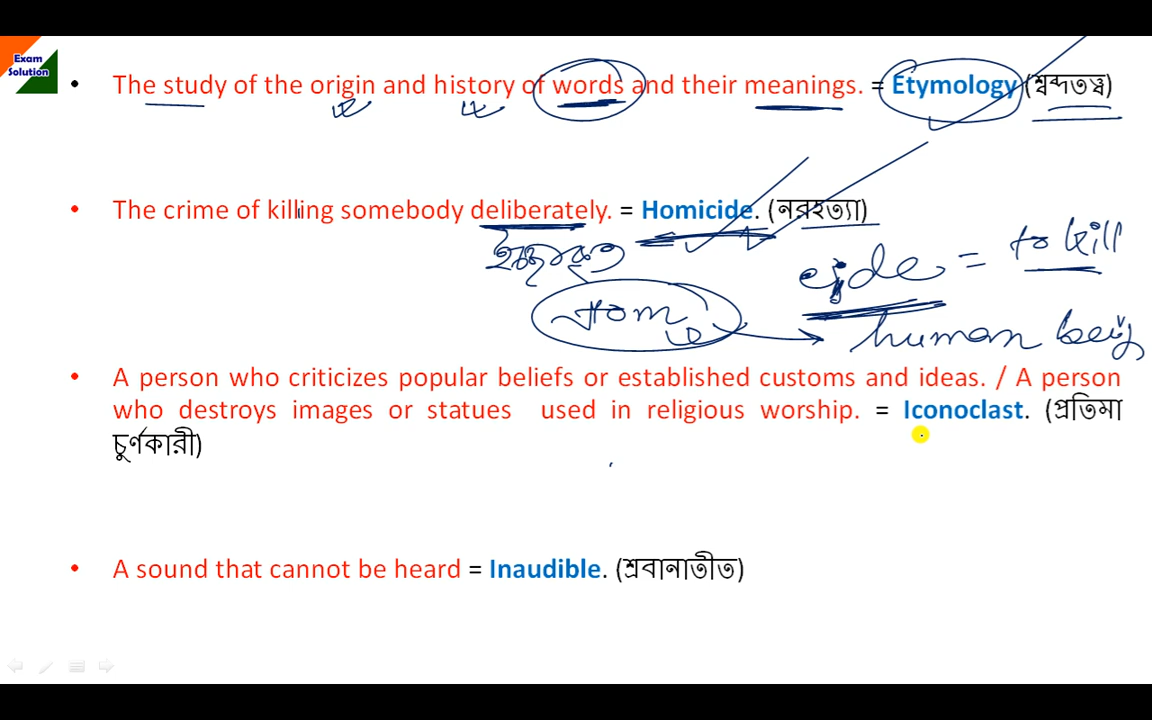 Exam
Solution
• The study of the origin and history of words and their meanings. = Etymology (শ্বব্দতত্ব)
• The crime of killing somebody deliberately. = Homicide. (নরহত্যা)
ইচ্ছাকৃত
cide = to kill
Hom
human being
• A person who criticizes popular beliefs or established customs and ideas. / A person
who destroys images or statues used in religious worship. = Iconoclast. (প্রতিমা
চুর্ণকারী)
• A sound that cannot be heard = Inaudible. (শ্রবানাতীত)